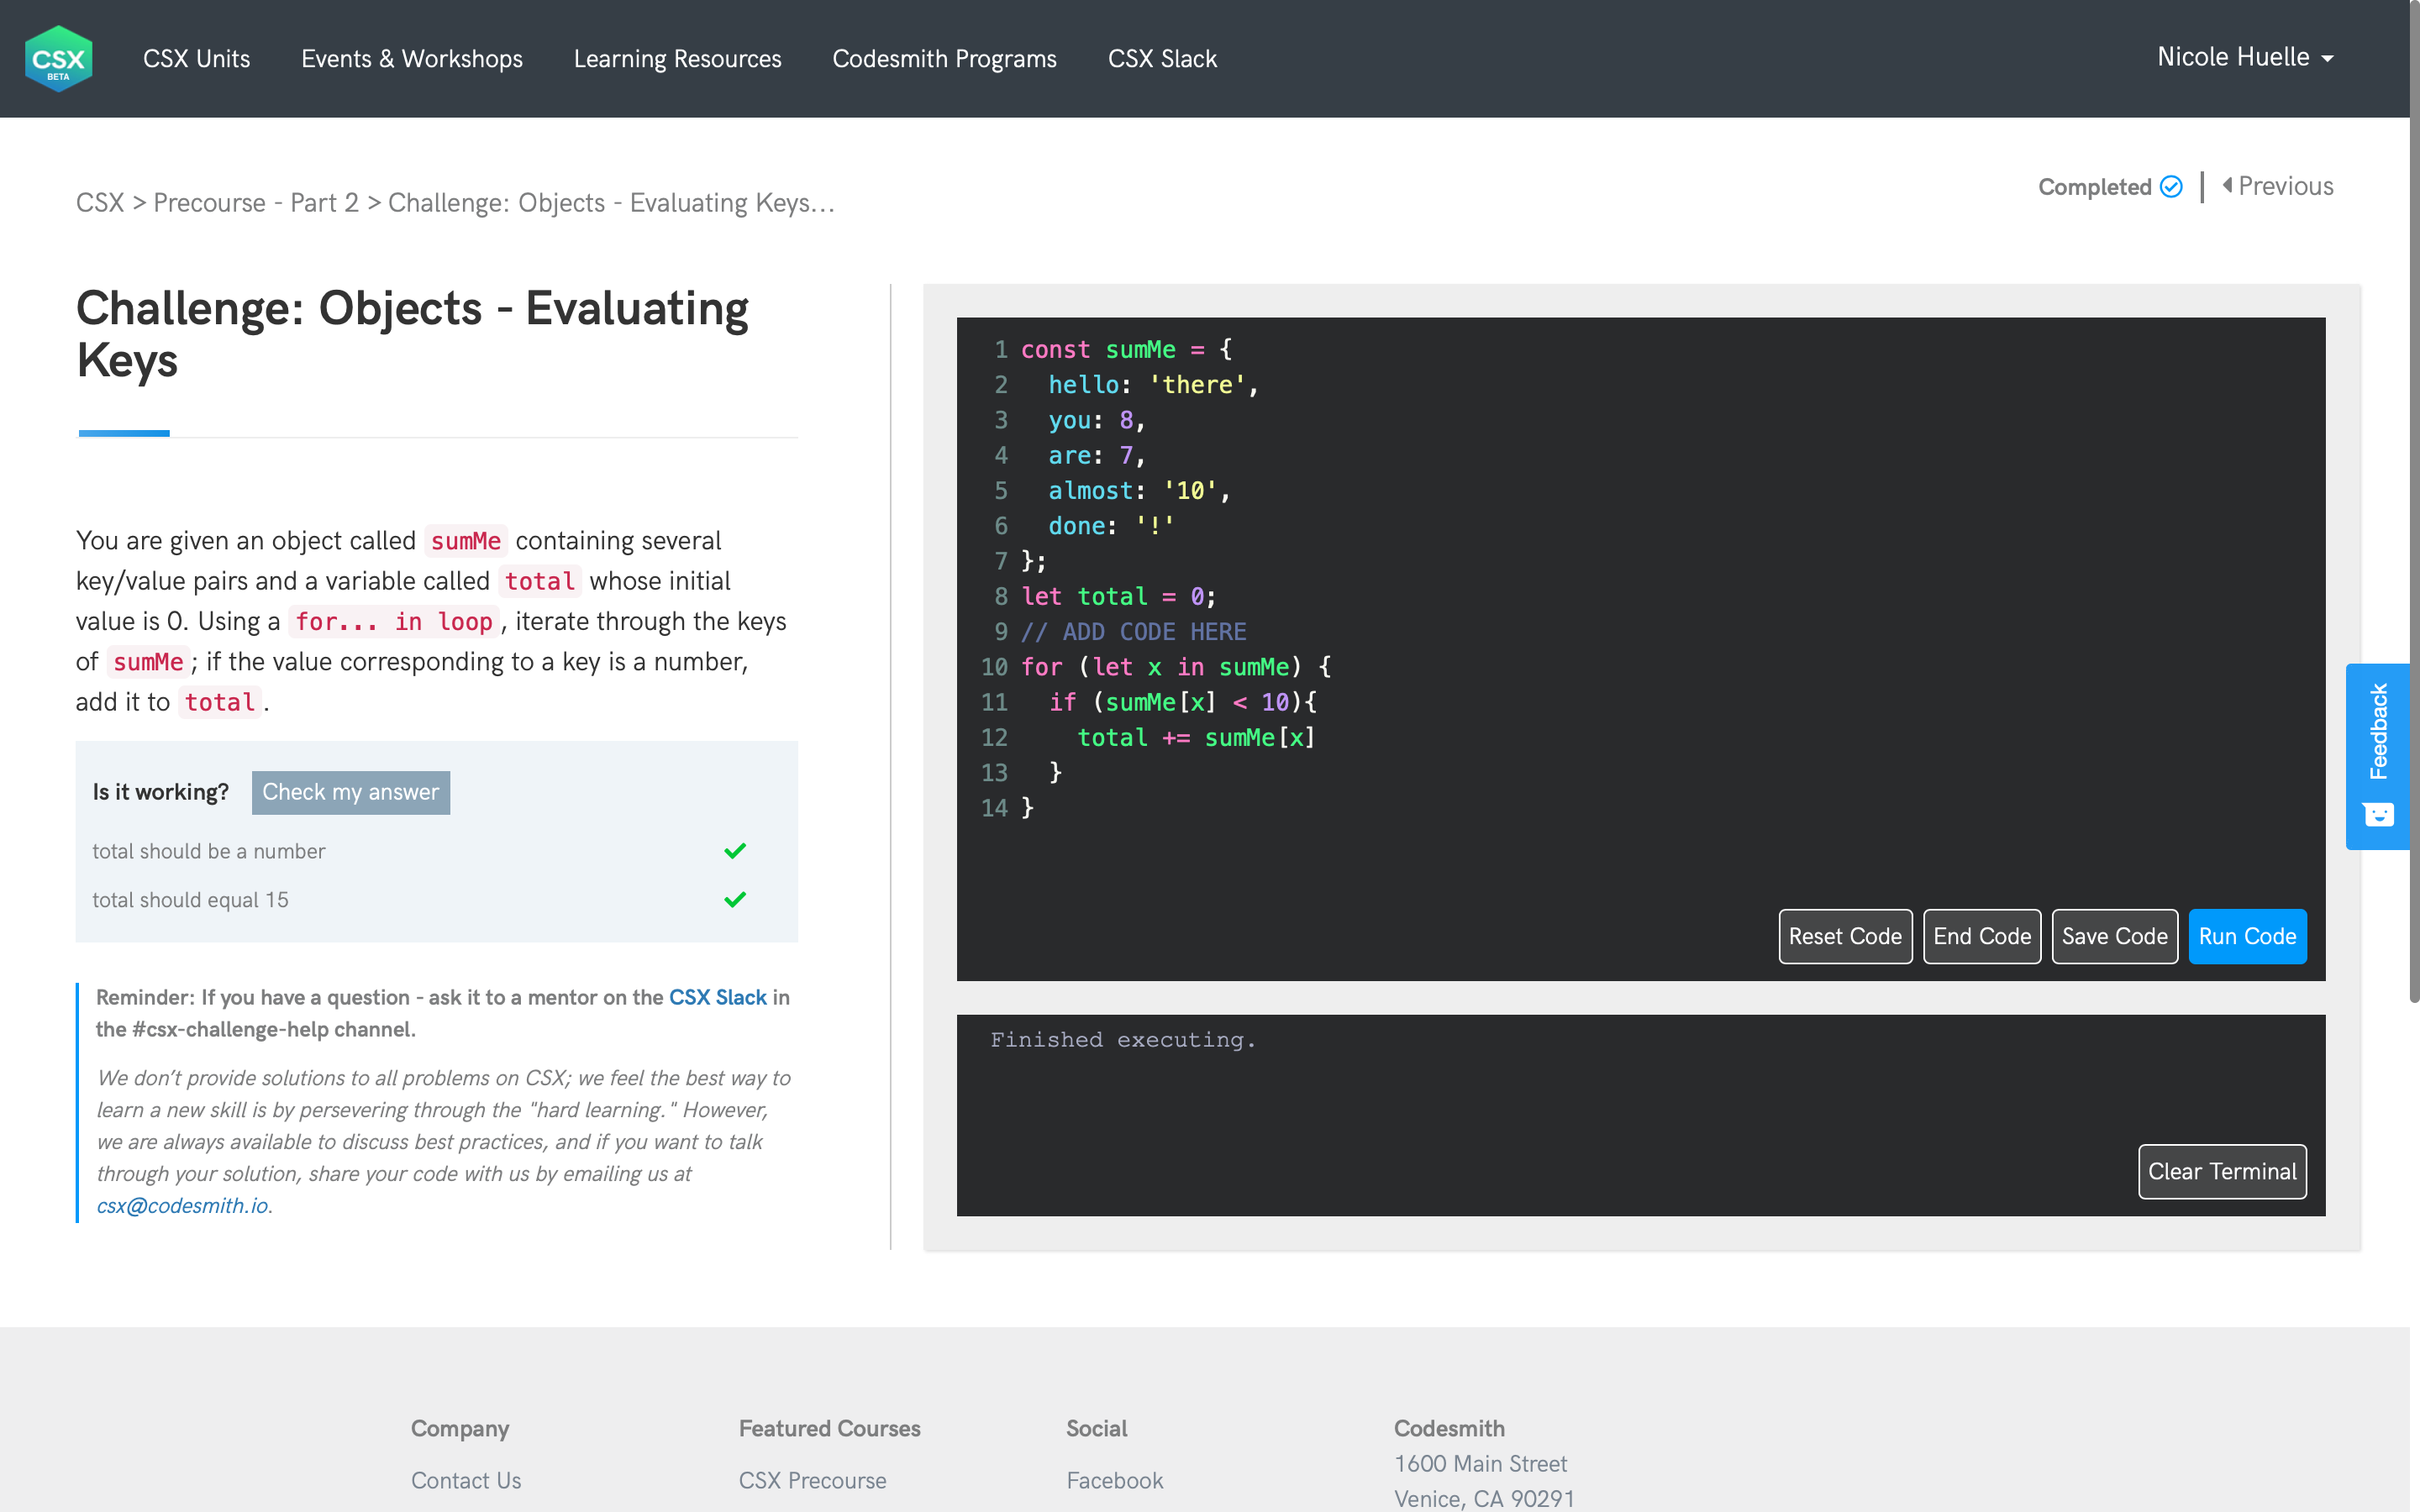 CSX
BETA
CSX Units
Events & Workshops
Learning Resources
Codesmith Programs
CSX Slack
Nicole Huelle
CSX > Precourse - Part 2 > Challenge: Objects - Evaluating Keys...
Completed
Previous
Challenge: Objects - Evaluating
Keys
You are given an object called sumMe containing several
key/value pairs and a variable called total whose initial
value is 0. Using a for... in loop, iterate through the keys
of sumMe; if the value corresponding to a key is a number,
add it to total.
Is it working? Check my answer
total should be a number
total should equal 15
Reminder: If you have a question - ask it to a mentor on the CSX Slack in
the #csx-challenge-help channel.
We don’t provide solutions to all problems on CSX; we feel the best way to
learn a new skill is by persevering through the "hard learning." However,
we are always available to discuss best practices, and if you want to talk
through your solution, share your code with us by emailing us at
csx@codesmith.io.
1 const sumMe = {
2   hello: 'there',
3   you: 8,
4   are: 7,
5   almost: '10',
6   done: '!'
7 };
8 let total = 0;
9 // ADD CODE HERE
10 for (let x in sumMe) {
11   if (sumMe[x] < 10){
12     total += sumMe[x]
13   }
14 }
Reset Code
End Code
Save Code
Run Code
Finished executing.
Clear Terminal
Feedback
Company
Contact Us
Featured Courses
CSX Precourse
Social
Facebook
Codesmith
1600 Main Street
Venice, CA 90291